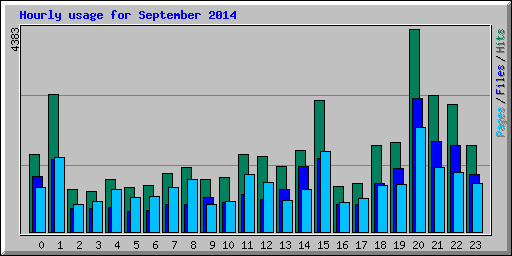 Hourly usage for September 2014
4383
Pages / Files / Hits
0 1 2 3 4 5 6 7 8 9 10 11 12 13 14 15 16 17 18 19 20 21 22 23